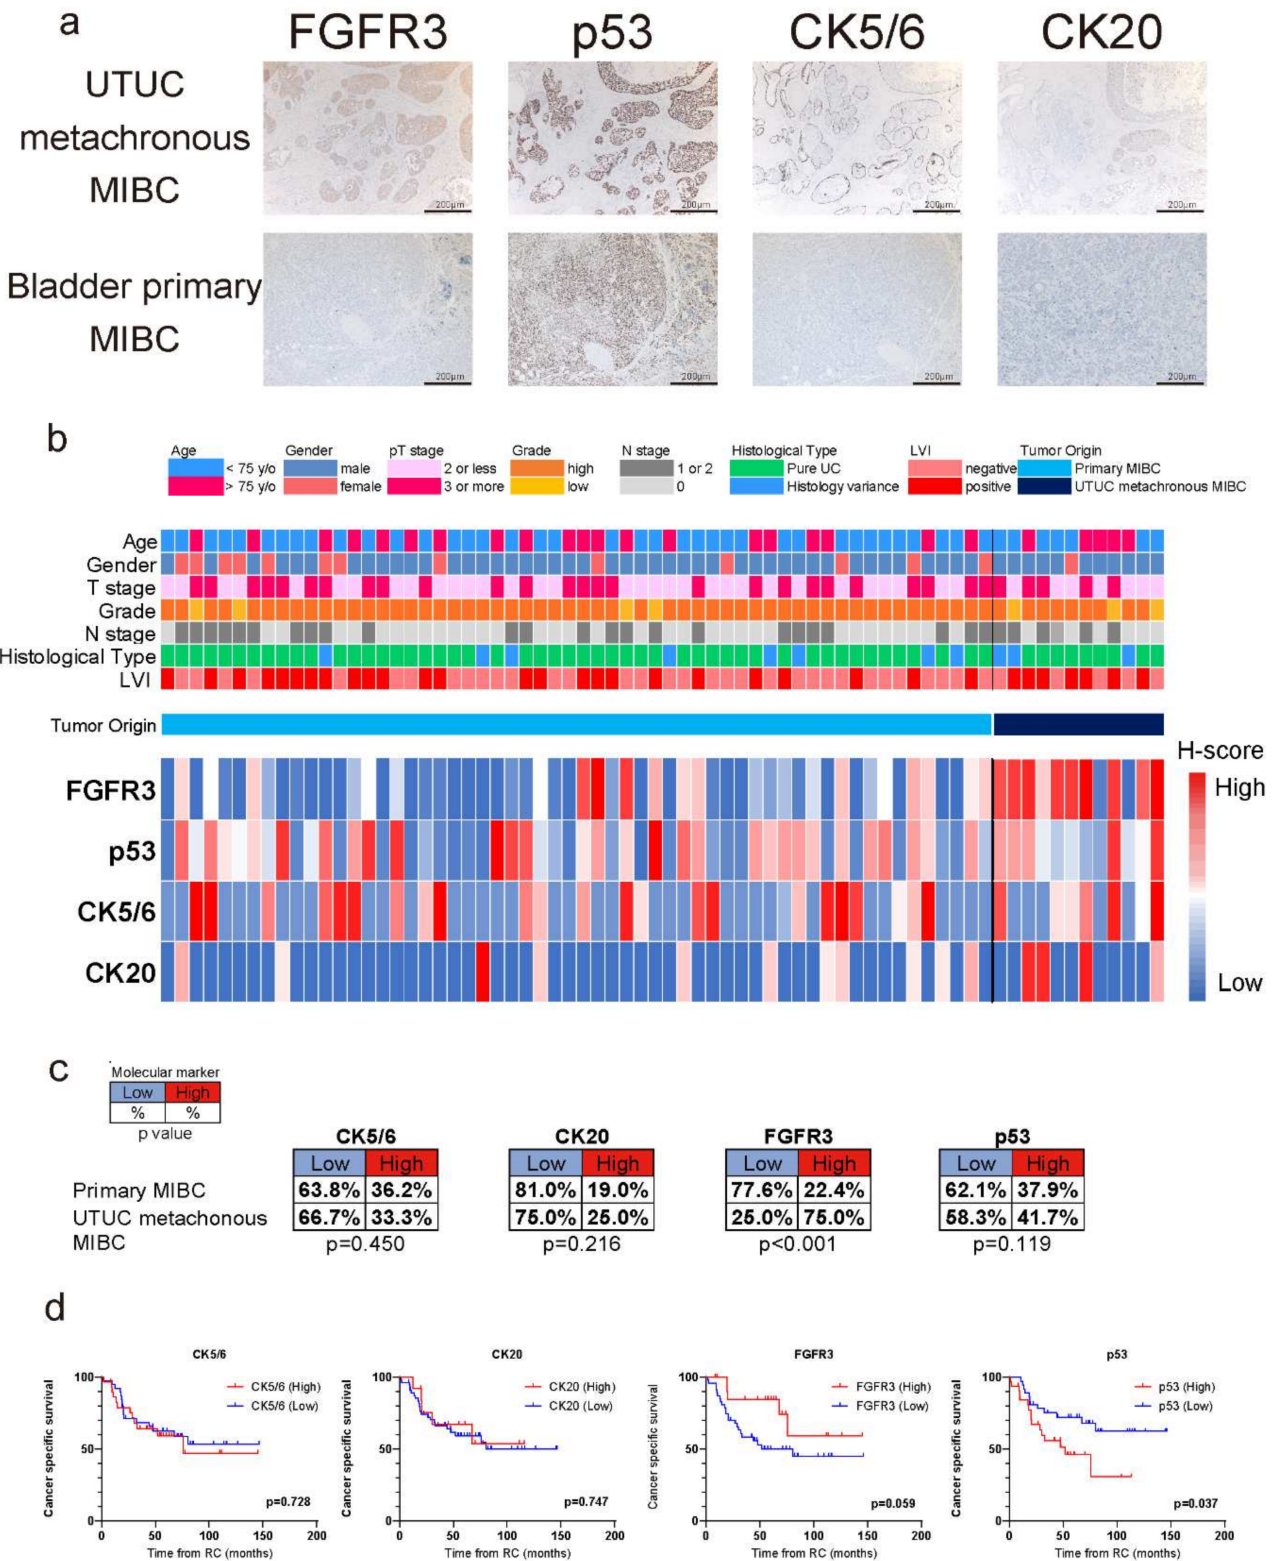 a
FGFR3 p53 CK5/6 CK20
UTUC
metachronous
MIBC
200μm 200μm 200μm 200μm
Bladder primary
MIBC
200μm 200μm 200μm 200μm
b
Age Gender pT stage Grade N stage Histological Type LVI Tumor Origin
< 75 y/o male 2 or less high 1 or 2 Pure UC negative Primary MIBC
> 75 y/o female 3 or more low 0 Histology variance positive UTUC metachronous MIBC
Age
Gender
T stage
Grade
N stage
Histological Type
LVI
Tumor Origin
H-score
High
Low
FGFR3
p53
CK5/6
CK20
c
Molecular marker
Low High
% %
p value
CK5/6 CK20 FGFR3 p53
Low High Low High Low High Low High
Primary MIBC 63.8% 36.2% 81.0% 19.0% 77.6% 22.4% 62.1% 37.9%
UTUC metachonous 66.7% 33.3% 75.0% 25.0% 25.0% 75.0% 58.3% 41.7%
MIBC p=0.450 p=0.216 p<0.001 p=0.119
d
CK5/6
Cancer specific survival
100
50
0
CK5/6 (High)
CK5/6 (Low)
p=0.728
0 50 100 150 200
Time from RC (months)
CK20
Cancer specific survival
100
50
0
CK20 (High)
CK20 (Low)
p=0.747
0 50 100 150 200
Time from RC (months)
FGFR3
Cancer specific survival
100
50
0
FGFR3 (High)
FGFR3 (Low)
p=0.059
0 50 100 150 200
Time from RC (months)
p53
Cancer specific survival
100
50
0
p53 (High)
p53 (Low)
p=0.037
0 50 100 150 200
Time from RC (months)